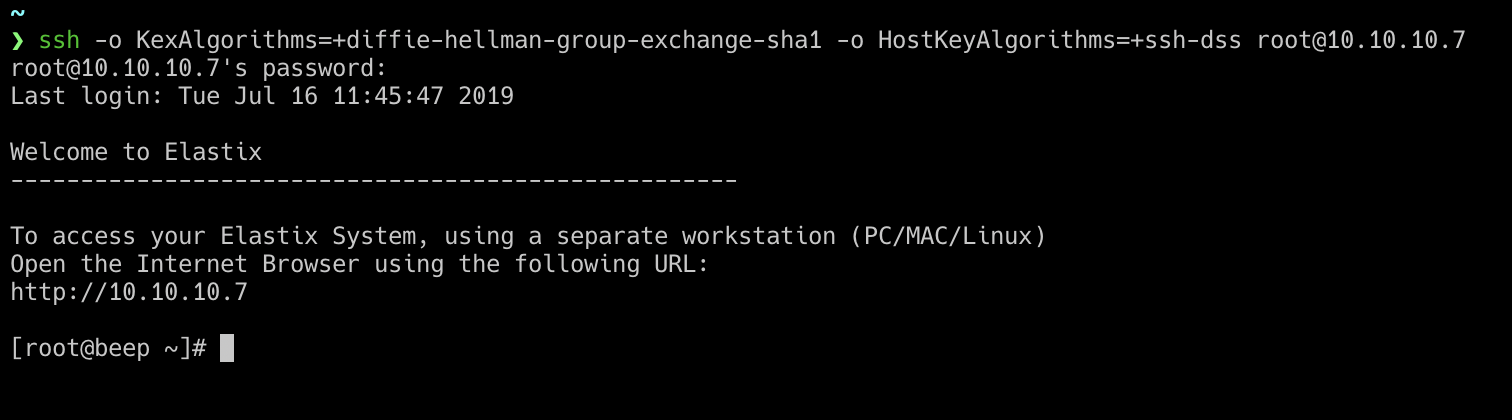 ~
❯ ssh -o KexAlgorithms=+diffie-hellman-group-exchange-sha1 -o HostKeyAlgorithms=+ssh-dss root@10.10.10.7
root@10.10.10.7's password:
Last login: Tue Jul 16 11:45:47 2019
Welcome to Elastix
----------------------------------------------------
To access your Elastix System, using a separate workstation (PC/MAC/Linux)
Open the Internet Browser using the following URL:
http://10.10.10.7
[root@beep ~]#